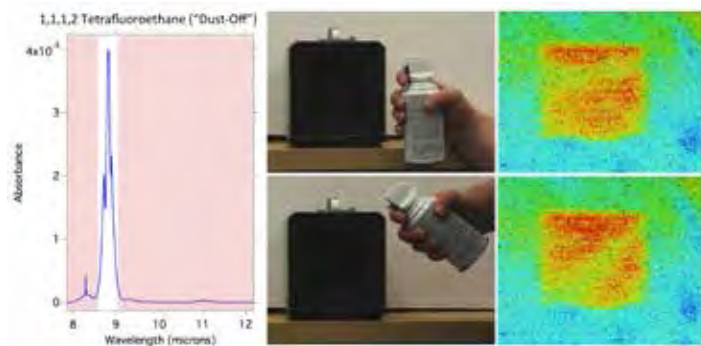 1,1,1,2 Tetrafluoroethane ("Dust-Off")
4x10
3
2
1
0
Absorbance
8
9
10
11
12
Wavelength (microns)